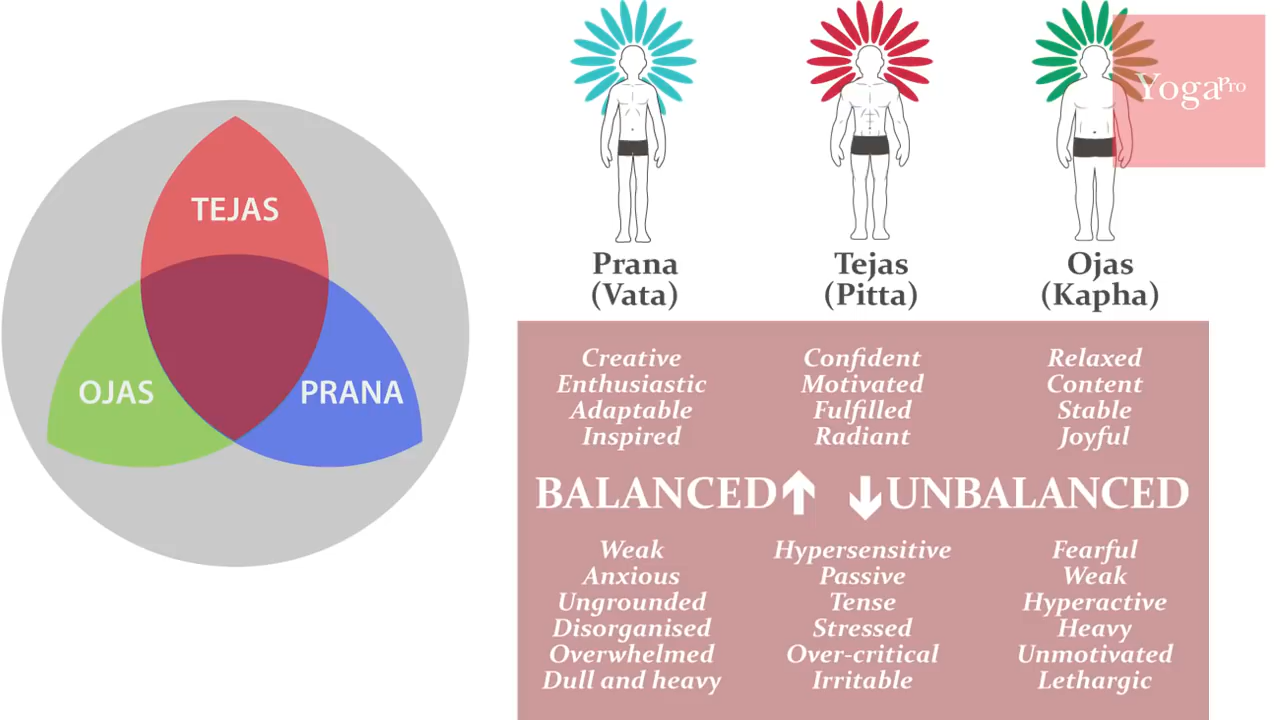 TEJAS
OJAS
PRANA
YogaPro
Prana
(Vata)
Tejas
(Pitta)
Ojas
(Kapha)
Creative
Enthusiastic
Adaptable
Inspired
Confident
Motivated
Fulfilled
Radiant
Relaxed
Content
Stable
Joyful
BALANCED↑ ↓UNBALANCED
Weak
Anxious
Ungrounded
Disorganised
Overwhelmed
Dull and heavy
Hypersensitive
Passive
Tense
Stressed
Over-critical
Irritable
Fearful
Weak
Hyperactive
Heavy
Unmotivated
Lethargic